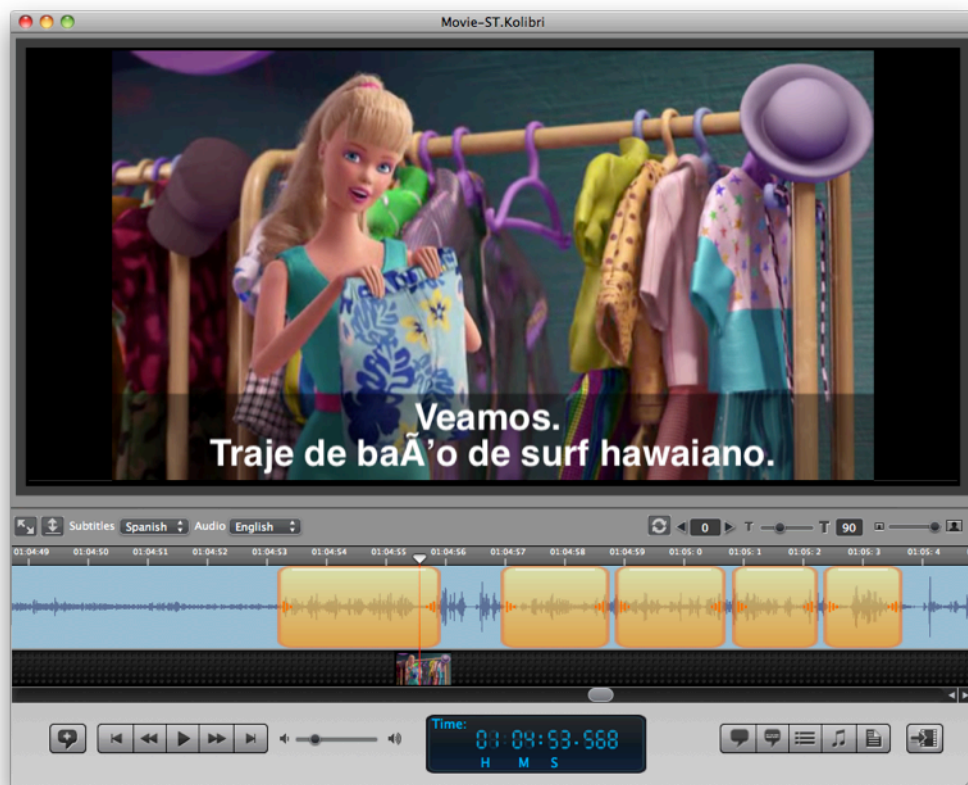 Movie-ST.Kolibri
Veamos.
Traje de baÃ’o de surf hawaiano.
Subtitles Spanish Audio English 0 T T 90
01:04:49 01:04:50 01:04:51 01:04:52 01:04:53 01:04:54 01:04:55 01:04:56 01:04:57 01:04:58 01:04:59 01:05: 0 01:05: 1 01:05: 2 01:05: 3 01:05: 4
Time:
01:04:53.568
H M S